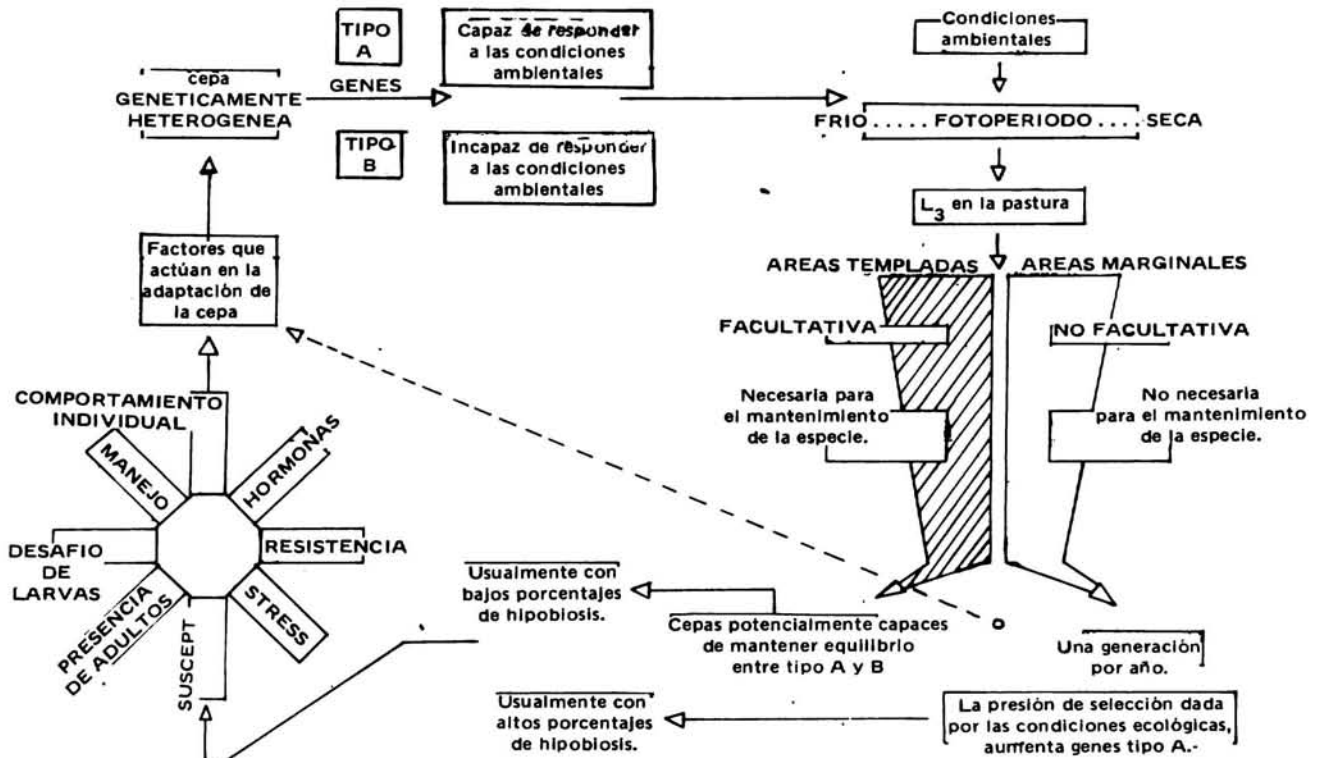 TIPO
A
Capaz de responder
a las condiciones
ambientales
Condiciones
ambientales
cepa
GENETICAMENTE
HETEROGENEA
GENES
FRIO ..... FOTOPERIODO .... SECA
TIPO
B
Incapaz de responder
a las condiciones
ambientales
L3 en la pastura
Factores que
actúan en la
adaptación de
la cepa
AREAS TEMPLADAS
AREAS MARGINALES
FACULTATIVA
NO FACULTATIVA
Necesaria para
el mantenimiento
de la especie.
No necesaria
para el mantenimiento
de la especie.
COMPORTAMIENTO
INDIVIDUAL
MANEJO
HORMONAS
DESAFIO
DE
LARVAS
RESISTENCIA
PRESENCIA
DE ADULTOS
SUSCEPT
STRESS
Usualmente con
bajos porcentajes
de hipobiosis.
Cepas potencialmente capaces
de mantener equilibrio
entre tipo A y B
Una generación
por año.
Usualmente con
altos porcentajes
de hipobiosis.
La presión de selección dada
por las condiciones ecológicas,
aumenta genes tipo A.-